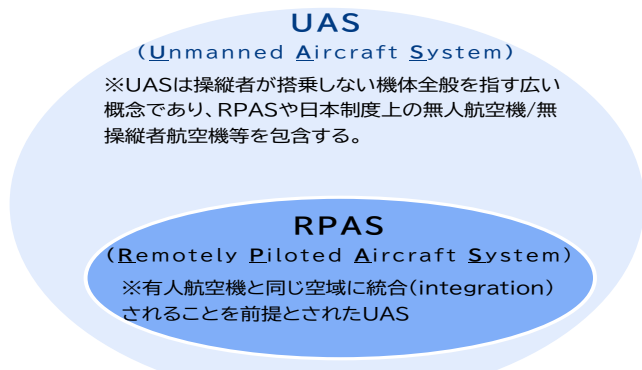 UAS
(Unmanned Aircraft System)
※UASは操縦者が搭乗しない機体全般を指す広い
概念であり、RPASや日本制度上の無人航空機/無
操縦者航空機等を包含する。
RPAS
(Remotely Piloted Aircraft System)
※有人航空機と同じ空域に統合(integration)
されることを前提とされたUAS